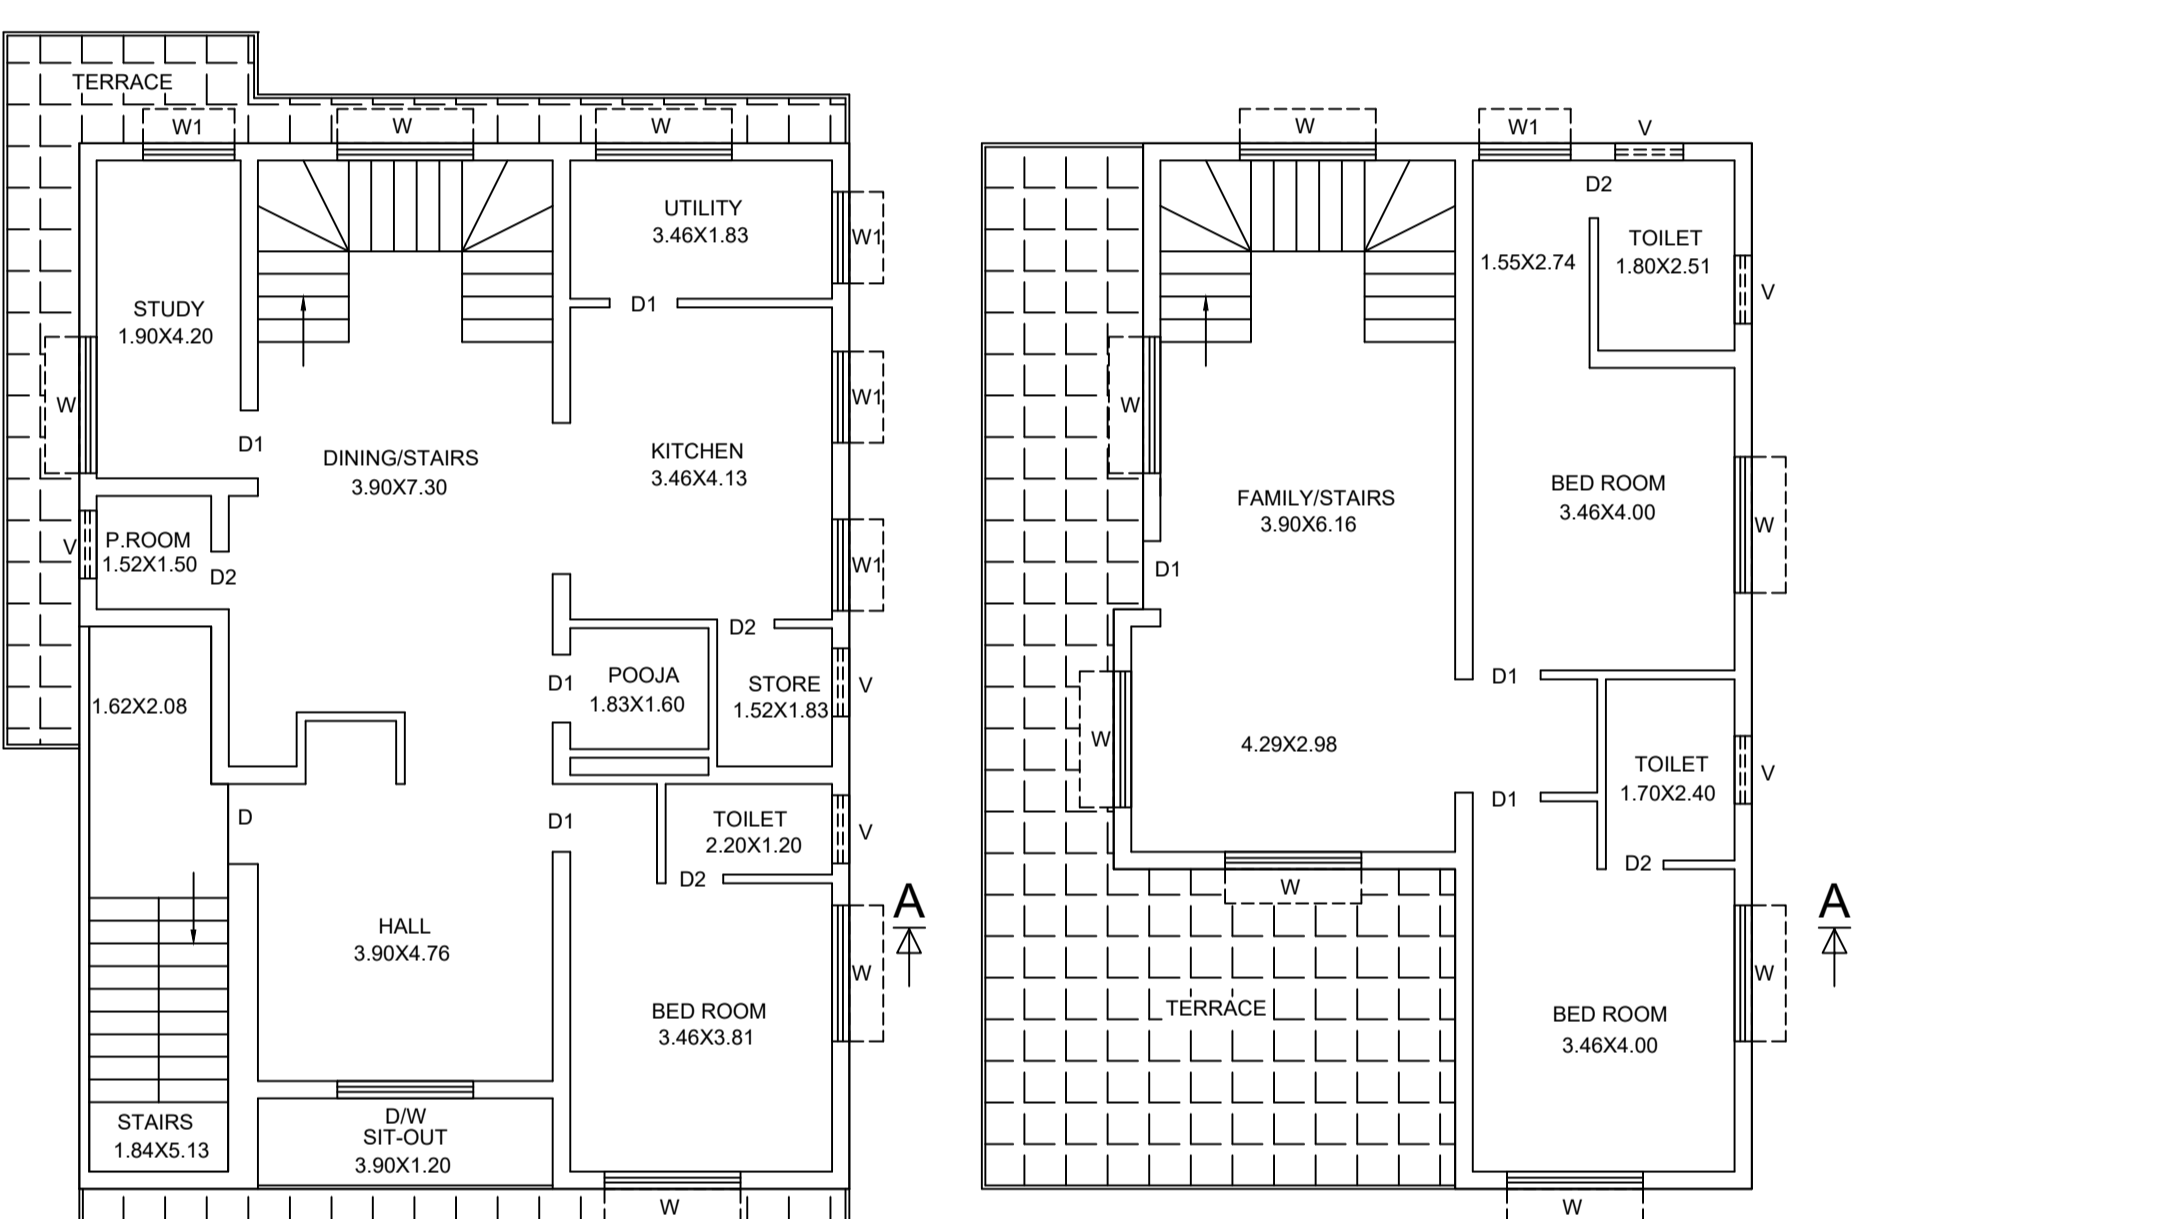 TERRACE
W1
W
W
UTILITY
3.46X1.83
W1
STUDY
1.90X4.20
D1
W
W1
D1
DINING/STAIRS
3.90X7.30
KITCHEN
3.46X4.13
V
P.ROOM
1.52X1.50
D2
W1
D2
POOJA
1.83X1.60
D1
STORE
1.52X1.83
V
1.62X2.08
D
D1
TOILET
2.20X1.20
V
D2
A
HALL
3.90X4.76
W
BED ROOM
3.46X3.81
STAIRS
1.84X5.13
D/W
SIT-OUT
3.90X1.20
W
W
W1
V
D2
TOILET
1.80X2.51
1.55X2.74
V
W
BED ROOM
3.46X4.00
FAMILY/STAIRS
3.90X6.16
W
D1
D1
W
4.29X2.98
TOILET
1.70X2.40
V
D1
D2
W
A
W
TERRACE
BED ROOM
3.46X4.00
W